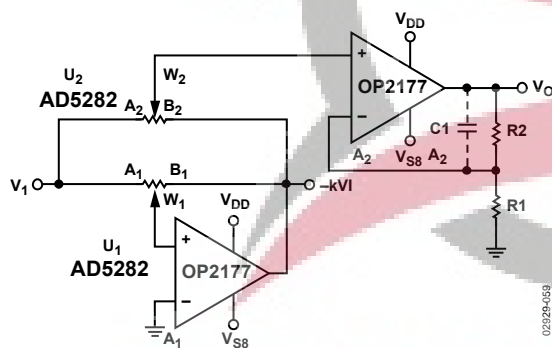 V₁
U₂
AD5282
A₂
B₂
W₂
A₁
B₁
W₁
U₁
AD5282
VDD
+
OP2177
−
A₁
VS8
−kVI
VDD
+
OP2177
−
A₂
VS8
A₂
C1
R2
VO
R1
02929-059